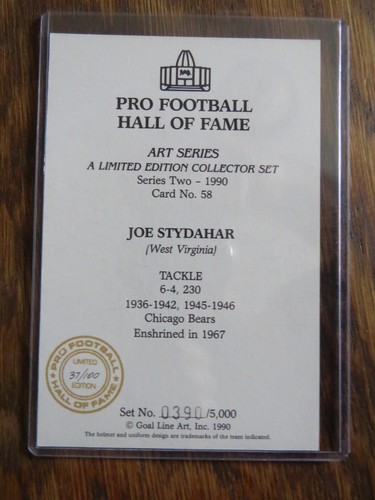 PRO FOOTBALL
HALL OF FAME
ART SERIES
A LIMITED EDITION COLLECTOR SET
Series Two - 1990
Card No. 58
JOE STYDAHAR
(West Virginia)
TACKLE
6-4, 230
1936-1942, 1945-1946
Chicago Bears
Enshrined in 1967
PRO FOOTBALL
LIMITED
37/100
EDITION
HALL OF FAME
Set No. 0390/5,000
© Goal Line Art, Inc. 1990
The helmet and uniform design are trademarks of the team indicated.